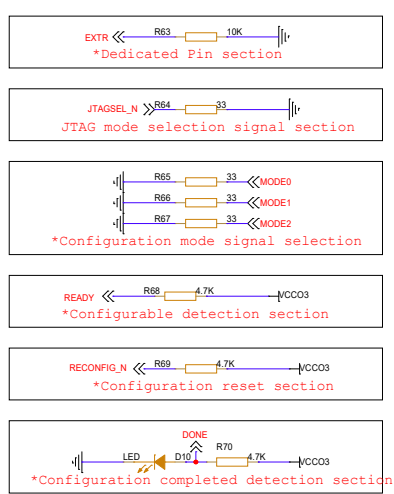 EXTR R63 10K
*Dedicated Pin section
JTAGSEL_N R64 33
JTAG mode selection signal section
R65 33 MODE0
R66 33 MODE1
R67 33 MODE2
*Configuration mode signal selection
READY R68 4.7K VCCO3
*Configurable detection section
RECONFIG_N R69 4.7K VCCO3
*Configuration reset section
DONE
LED D10 R70 4.7K VCCO3
*Configuration completed detection section